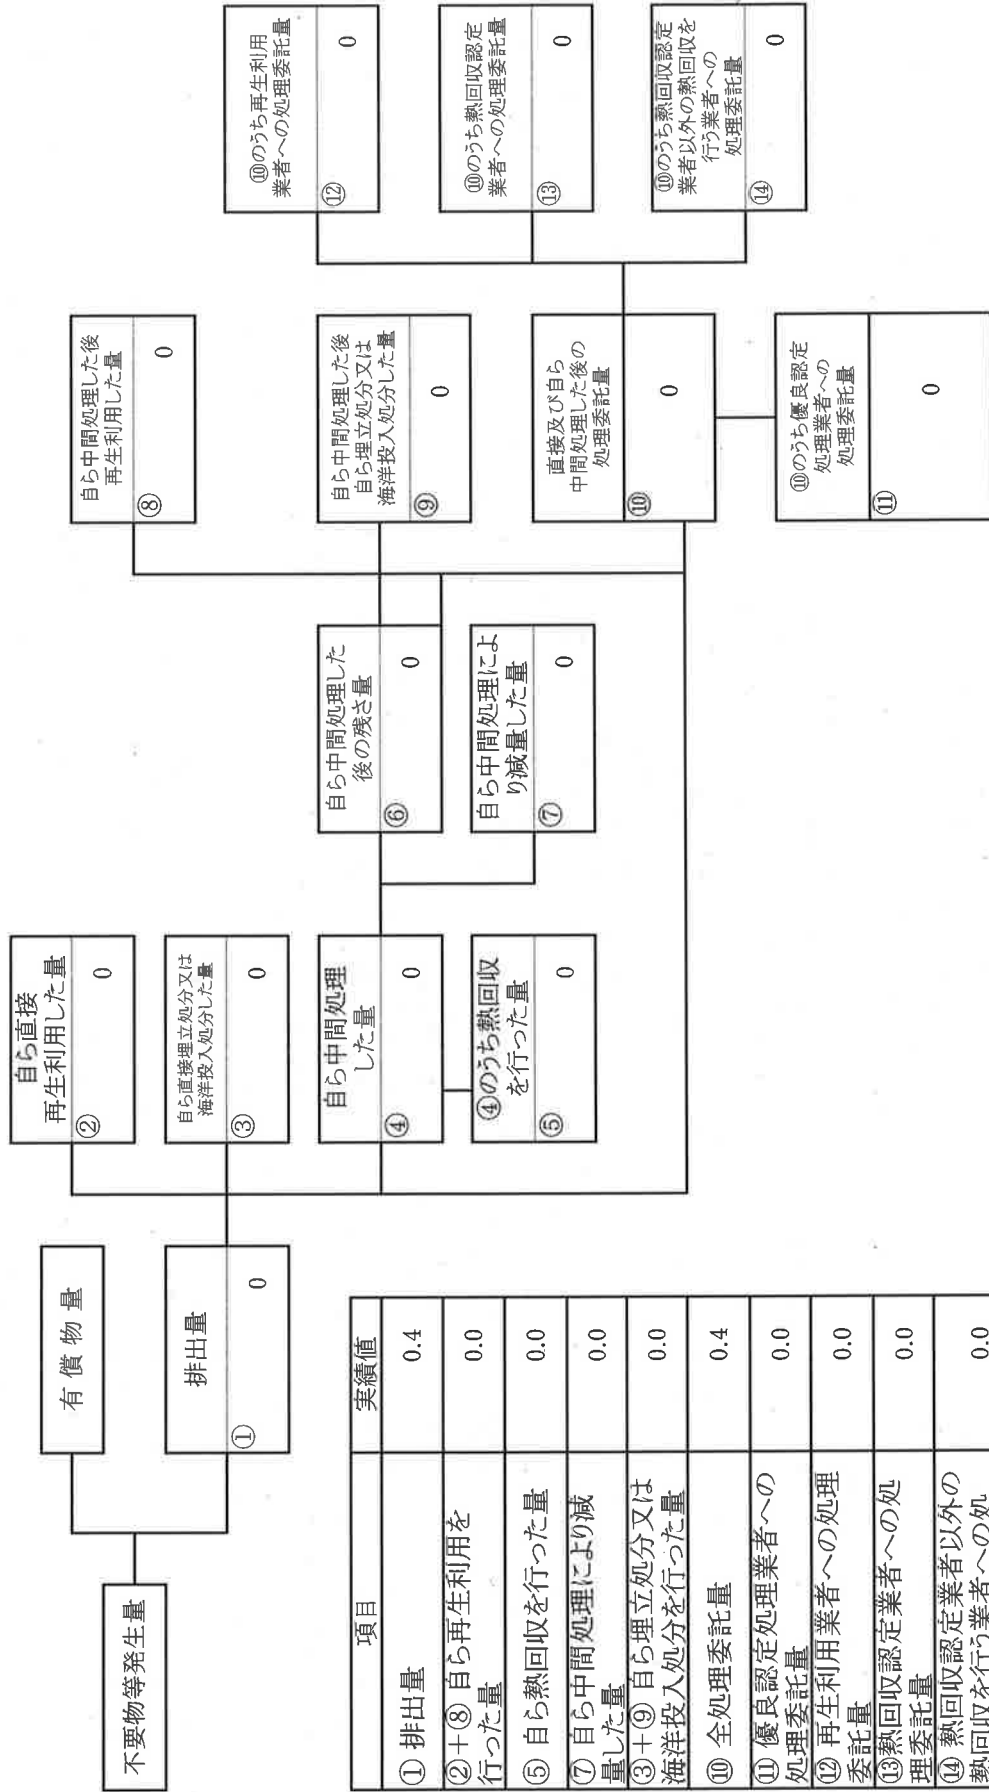 不要物等発生量
有償物量
排出量
①
0
自ら直接
再生利用した量
②
0
自ら直接埋立処分又は
海洋投入処分した量
③
0
自ら中間処理
した量
④
0
④のうち熱回収
を行った量
⑤
0
自ら中間処理した
後の残さ量
⑥
0
自ら中間処理によ
り減量した量
⑦
0
自ら中間処理した後
再生利用した量
⑧
0
自ら中間処理した後
自ら埋立処分又は
海洋投入処分した量
⑨
0
直接及び自ら
中間処理した後の
処理委託量
⑩
0
⑩のうち優良認定
処理業者への
処理委託量
⑪
0
⑩のうち再生利用
業者への処理委託量
⑫
0
⑩のうち熱回収認定
業者への処理委託量
⑬
0
⑩のうち熱回収認定
業者以外の熱回収を
行う業者への
処理委託量
⑭
0
項目 実績値
①排出量 0.4
②+⑧ 自ら再生利用を
行った量 0.0
⑤ 自ら熱回収を行った量 0.0
⑦ 自ら中間処理により減
量した量 0.0
③+⑨ 自ら埋立処分又は
海洋投入処分を行った量 0.0
⑩ 全処理委託量 0.4
⑪ 優良認定処理業者への
処理委託量 0.0
⑫ 再生利用業者への処理
委託量 0.0
⑬熱回収認定業者への処
理委託量 0.0
⑭ 熱回収認定業者以外の
熱回収を行う業者への処 0.0